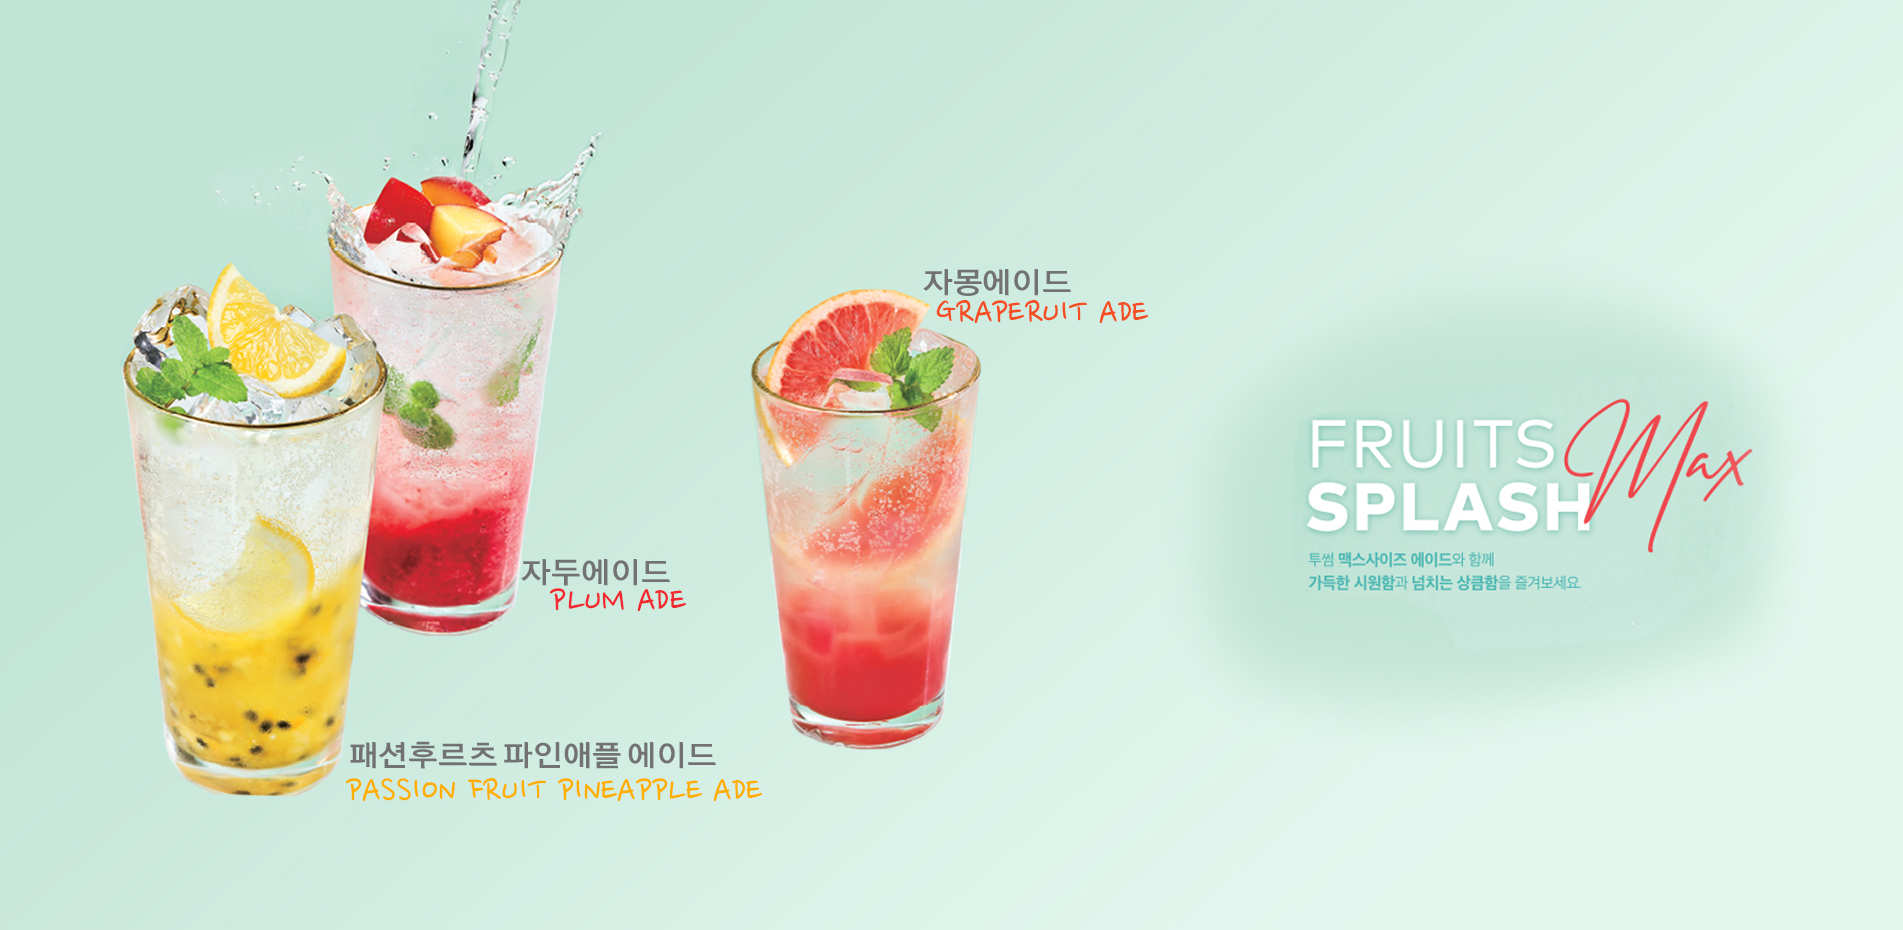 자몽에이드
GRAPERUIT ADE
자두에이드
PLUM ADE
패션후르츠 파인애플 에이드
PASSION FRUIT PINEAPPLE ADE
FRUITS
SPLASH Max
투썸 맥스사이즈 에이드와 함께
가득한 시원함과 넘치는 상큼함을 즐겨보세요.